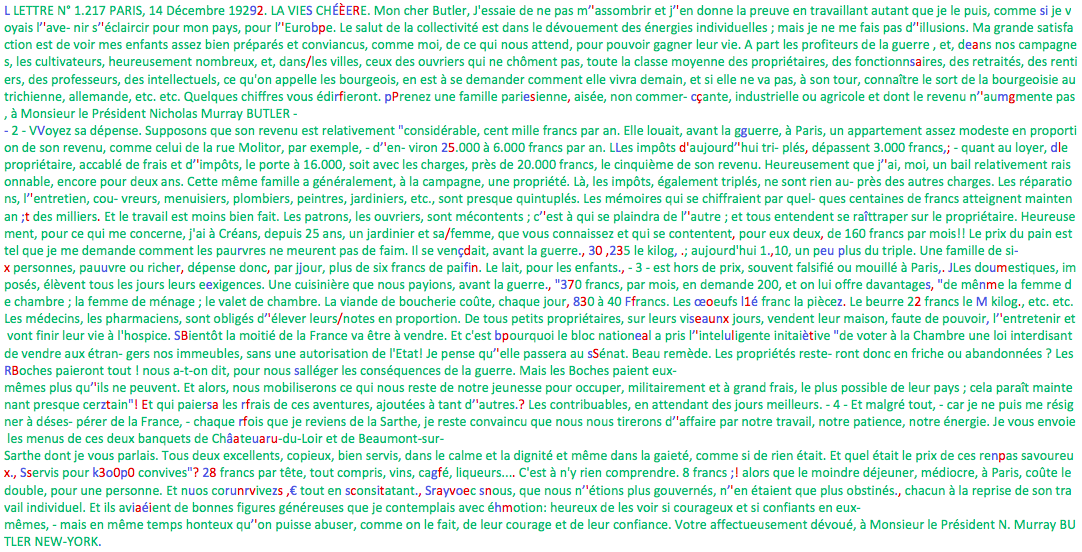 L LETTRE N° 1.217 PARIS, 14 Décembre 19292. LA VIES CHÉÈERE. Mon cher Butler, J'essaie de ne pas m’'assombrir et j’'en donne la preuve en travaillant autant que je le puis, comme si je v
oyais l’'ave- nir s’'éclaircir pour mon pays, pour l’'Eurobpe. Le salut de la collectivité est dans le dévouement des énergies individuelles ; mais je ne me fais pas d’'illusions. Ma grande satisfa
ction est de voir mes enfants assez bien préparés et conviancus, comme moi, de ce qui nous attend, pour pouvoir gagner leur vie. A part les profiteurs de la guerre , et, deans nos campagne
s, les cultivateurs, heureusement nombreux, et, dans/les villes, ceux des ouvriers qui ne chôment pas, toute la classe moyenne des propriétaires, des fonctionnsaires, des retraités, des renti
ers, des professeurs, des intellectuels, ce qu'on appelle les bourgeois, en est à se demander comment elle vivra demain, et si elle ne va pas, à son tour, connaître le sort de la bourgeoisie au
trichienne, allemande, etc. etc. Quelques chiffres vous édirfieront. pPrenez une famille pariesienne, aisée, non commer- cçante, industrielle ou agricole et dont le revenu n’'aumgmente pas
, à Monsieur le Président Nicholas Murray BUTLER -
- 2 - VVoyez sa dépense. Supposons que son revenu est relativement "considérable, cent mille francs par an. Elle louait, avant la gguerre, à Paris, un appartement assez modeste en proporti
on de son revenu, comme celui de la rue Molitor, par exemple, - d’'en- viron 25.000 à 6.000 francs par an. LLes impôts d'aujourd’'hui tri- plés, dépassent 3.000 francs,; - quant au loyer, dle
propriétaire, accablé de frais et d’'impôts, le porte à 16.000, soit avec les charges, près de 20.000 francs, le cinquième de son revenu. Heureusement que j’'ai, moi, un bail relativement rais
onnable, encore pour deux ans. Cette même famille a généralement, à la campagne, une propriété. Là, les impôts, également triplés, ne sont rien au- près des autres charges. Les réparatio
ns, l’'entretien, cou- vreurs, menuisiers, plombiers, peintres, jardiniers, etc., sont presque quintuplés. Les mémoires qui se chiffraient par quel- ques centaines de francs atteignent mainten
an ;t des milliers. Et le travail est moins bien fait. Les patrons, les ouvriers, sont mécontents ; c’'est à qui se plaindra de l’'autre ; et tous entendent se raîttraper sur le propriétaire. Heureuse
ment, pour ce qui me concerne, j'ai à Créans, depuis 25 ans, un jardinier et sa/femme, que vous connaissez et qui se contentent, pour eux deux, de 160 francs par mois!! Le prix du pain est
tel que je me demande comment les paurvres ne meurent pas de faim. Il se vençdait, avant la guerre., 30 ,235 le kilog, .; aujourd'hui 1.,10, un peu plus du triple. Une famille de si-
x personnes, pauuvre ou richer, dépense donc, par jjour, plus de six francs de paifin. Le lait, pour les enfants., - 3 - est hors de prix, souvent falsifié ou mouillé à Paris,. JLes doumestiques, im
posés, élèvent tous les jours leurs eexigences. Une cuisinière que nous payions, avant la guerre., "370 francs, par mois, en demande 200, et on lui offre davantages, "de mênme la femme d
e chambre ; la femme de ménage ; le valet de chambre. La viande de boucherie coûte, chaque jour, 830 à 40 Ffrancs. Les œoeufs l1é franc la piècez. Le beurre 22 francs le M kilog., etc. etc.
Les médecins, les pharmaciens, sont obligés d’'élever leurs/notes en proportion. De tous petits propriétaires, sur leurs viseaunx jours, vendent leur maison, faute de pouvoir, l’'entretenir et
vont finir leur vie à l'hospice. SBientôt la moitié de la France va être à vendre. Et c'est bpourquoi le bloc nationeal a pris l’'inteluligente initaiètive "de voter à la Chambre une loi interdisant
de vendre aux étran- gers nos immeubles, sans une autorisation de l'Etat! Je pense qu’'elle passera au sSénat. Beau remède. Les propriétés reste- ront donc en friche ou abandonnées ? Les
RBoches paieront tout ! nous a-t-on dit, pour nous salléger les conséquences de la guerre. Mais les Boches paient eux-
mêmes plus qu’'ils ne peuvent. Et alors, nous mobiliserons ce qui nous reste de notre jeunesse pour occuper, militairement et à grand frais, le plus possible de leur pays ; cela paraît mainte
nant presque cerztain"! Et qui paiersa les rfrais de ces aventures, ajoutées à tant d’'autres.? Les contribuables, en attendant des jours meilleurs. - 4 - Et malgré tout, - car je ne puis me résig
ner à déses- pérer de la France, - chaque rfois que je reviens de la Sarthe, je reste convaincu que nous nous tirerons d’'affaire par notre travail, notre patience, notre énergie. Je vous envoie
les menus de ces deux banquets de Châateuaru-du-Loir et de Beaumont-sur-
Sarthe dont je vous parlais. Tous deux excellents, copieux, bien servis, dans le calme et la dignité et même dans la gaieté, comme si de rien était. Et quel était le prix de ces renpas savoureu
x., Sservis pour k3o0p0 convives"? 28 francs par tête, tout compris, vins, cagfé, liqueurs.... C'est à n'y rien comprendre. 8 francs ;! alors que le moindre déjeuner, médiocre, à Paris, coûte le
double, pour une personne. Et nuos corunrvivezs ,€ tout en sconsitatant., Srayvoec snous, que nous n’'étions plus gouvernés, n’'en étaient que plus obstinés., chacun à la reprise de son tra
vail individuel. Et ils aviaéient de bonnes figures généreuses que je contemplais avec éhmotion: heureux de les voir si courageux et si confiants en eux-
mêmes, - mais en même temps honteux qu’'on puisse abuser, comme on le fait, de leur courage et de leur confiance. Votre affectueusement dévoué, à Monsieur le Président N. Murray BU
TLER NEW-YORK.